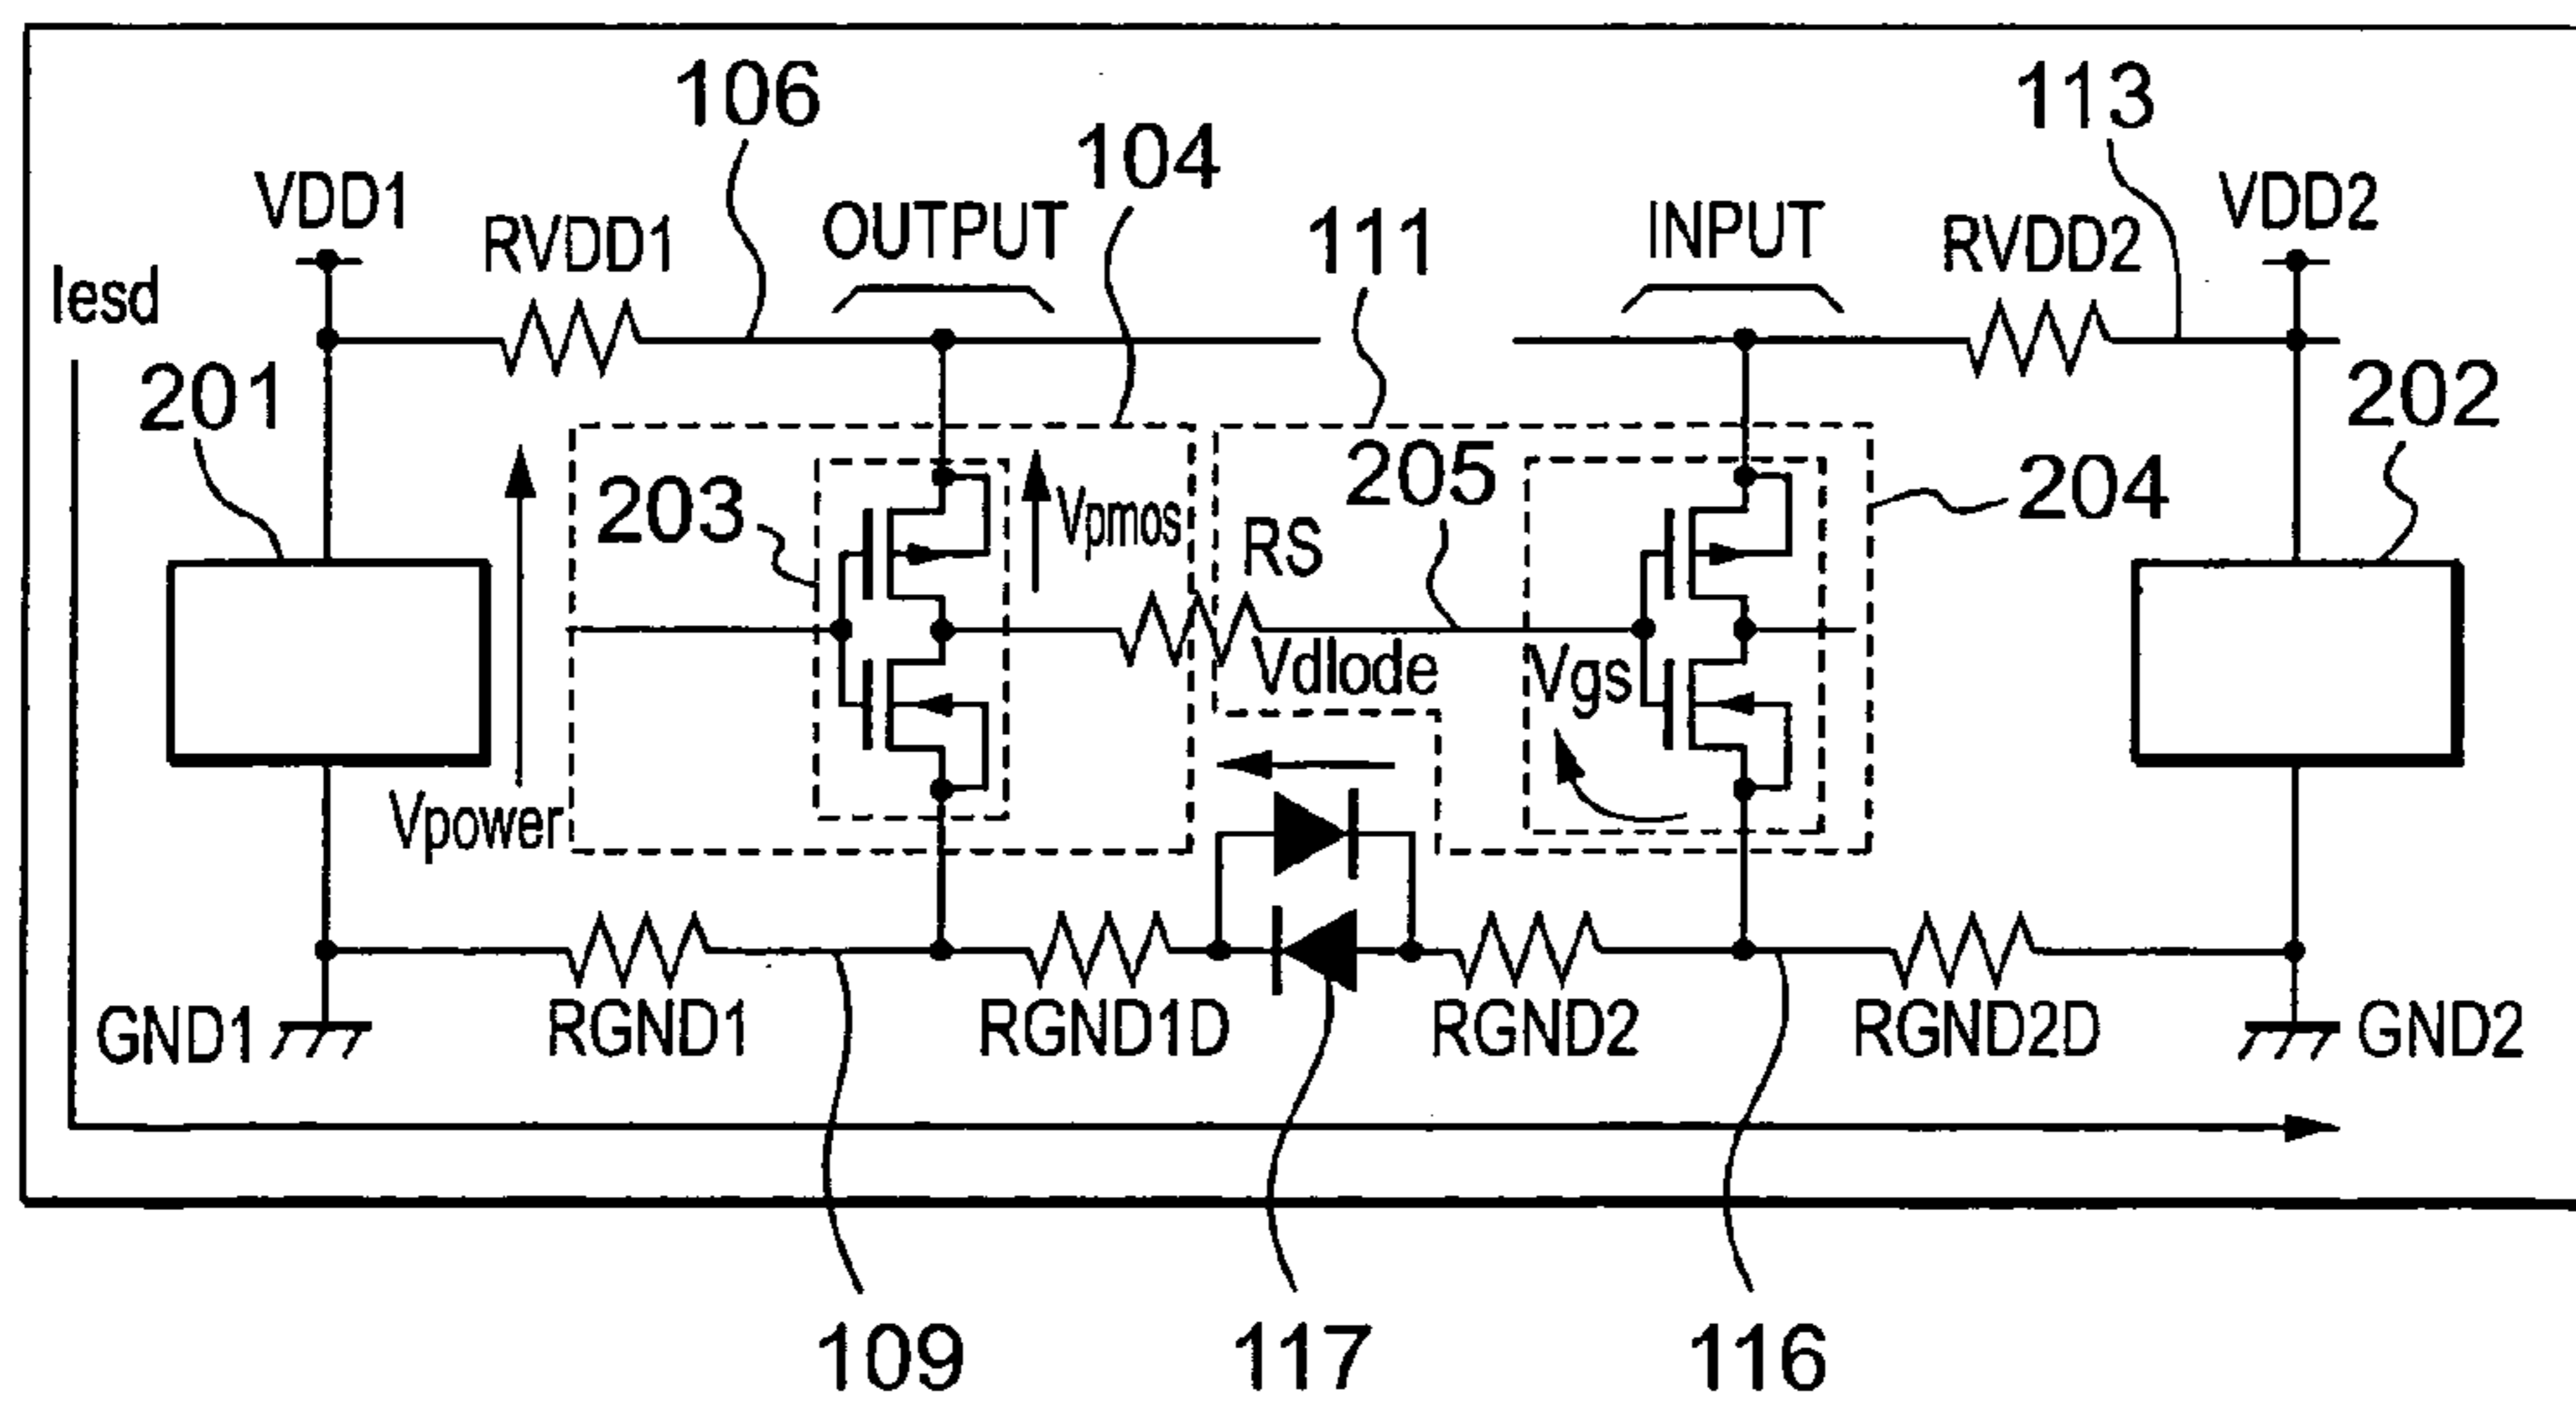 106
113
104
VDD1
VDD2
RVDD1
OUTPUT
111
INPUT
RVDD2
Iesd
201
202
203
Vpmos
205
204
RS
Vdlode
Vgs
Vpower
GND1
RGND1
RGND1D
RGND2
RGND2D
GND2
109
117
116